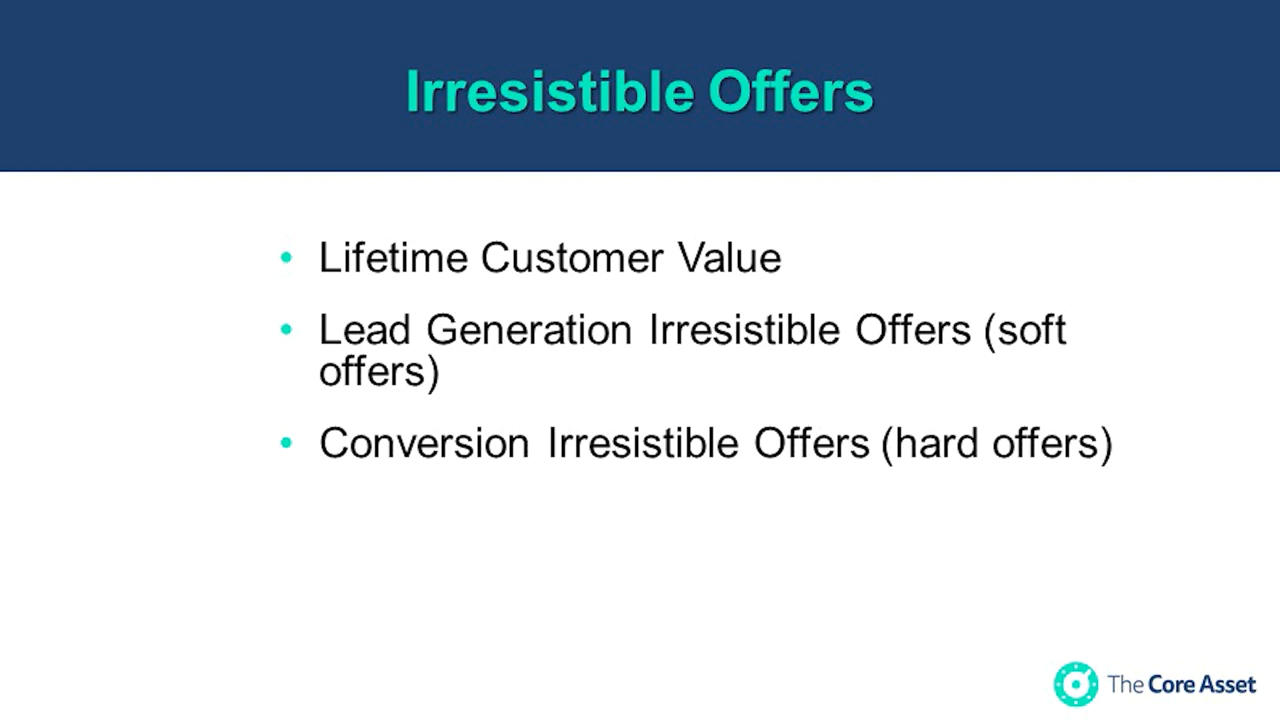 Irresistible Offers
• Lifetime Customer Value
• Lead Generation Irresistible Offers (soft
offers)
• Conversion Irresistible Offers (hard offers)
The Core Asset